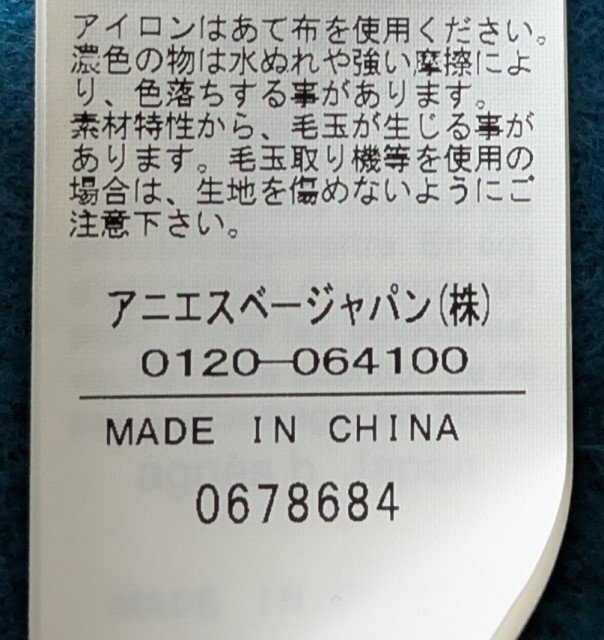 アイロンはあて布を使用ください。
濃色の物は水ぬれや強い摩擦によ
り、色落ちする事があります。
素材特性から、毛玉が生じる事が
あります。毛玉取り機等を使用の
場合は、生地を傷めないようにご
注意下さい。
アニエスベージャパン(株)
0120-064100
MADE IN CHINA
0678684